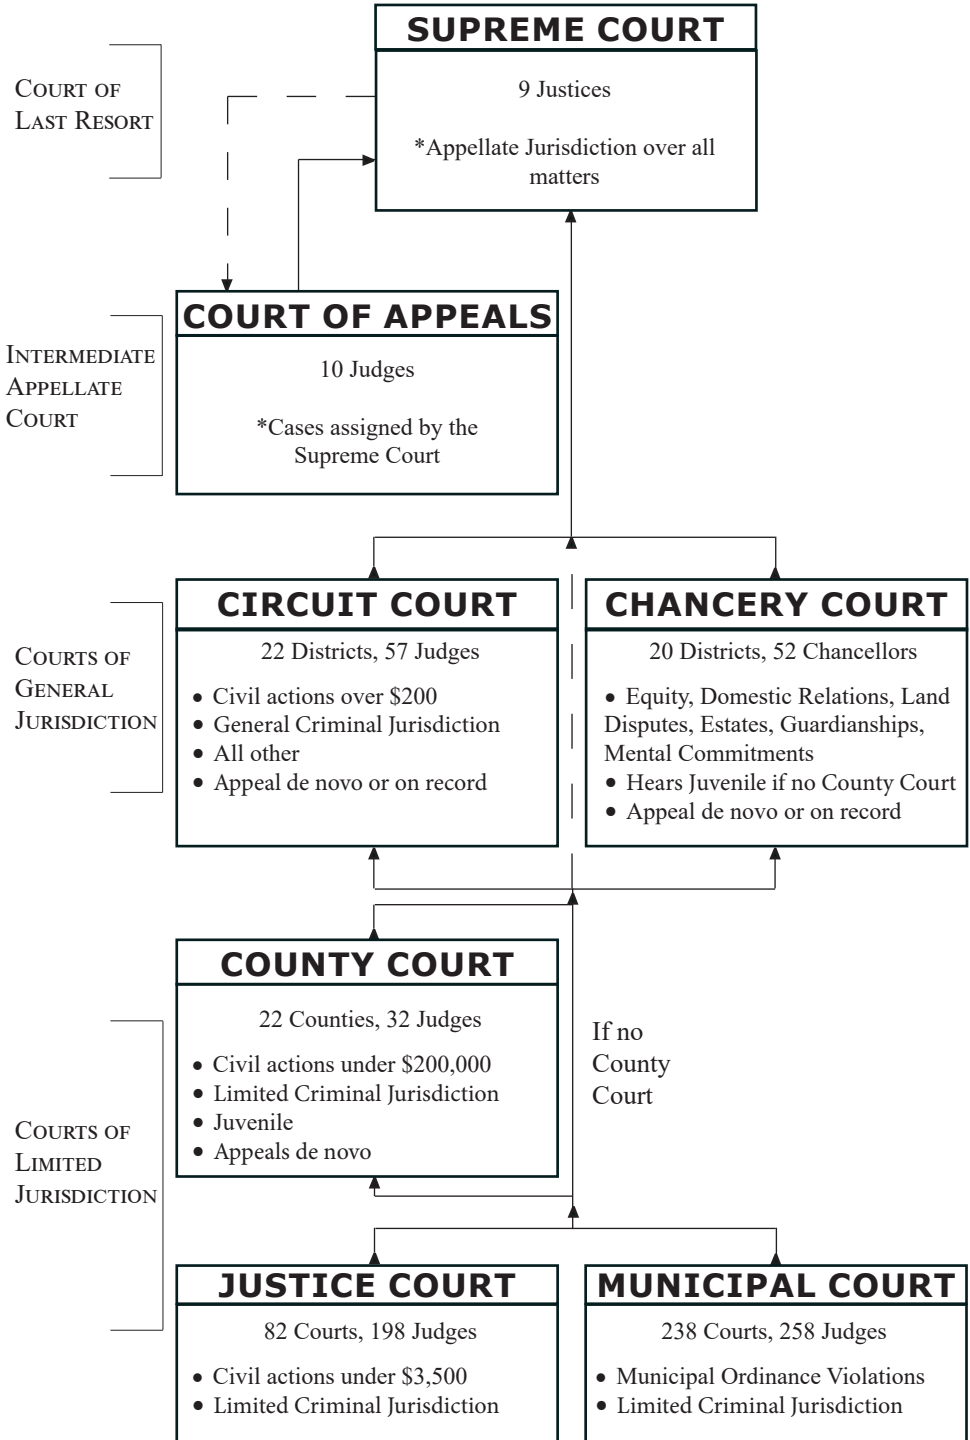 SUPREME COURT
9 Justices
*Appellate Jurisdiction over all
matters
Court of
Last Resort
COURT OF APPEALS
10 Judges
*Cases assigned by the
Supreme Court
Intermediate
Appellate
Court
CIRCUIT COURT
22 Districts, 57 Judges
• Civil actions over $200
• General Criminal Jurisdiction
• All other
• Appeal de novo or on record
CHANCERY COURT
20 Districts, 52 Chancellors
• Equity, Domestic Relations, Land
Disputes, Estates, Guardianships,
Mental Commitments
• Hears Juvenile if no County Court
• Appeal de novo or on record
Courts of
General
Jurisdiction
COUNTY COURT
22 Counties, 32 Judges
• Civil actions under $200,000
• Limited Criminal Jurisdiction
• Juvenile
• Appeals de novo
If no
County
Court
Courts of
Limited
Jurisdiction
JUSTICE COURT
82 Courts, 198 Judges
• Civil actions under $3,500
• Limited Criminal Jurisdiction
MUNICIPAL COURT
238 Courts, 258 Judges
• Municipal Ordinance Violations
• Limited Criminal Jurisdiction